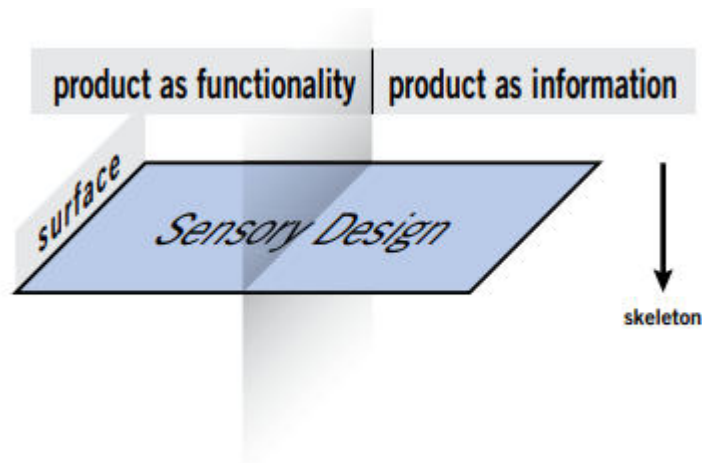 product as functionality
product as information
surface
Sensory Design
skeleton